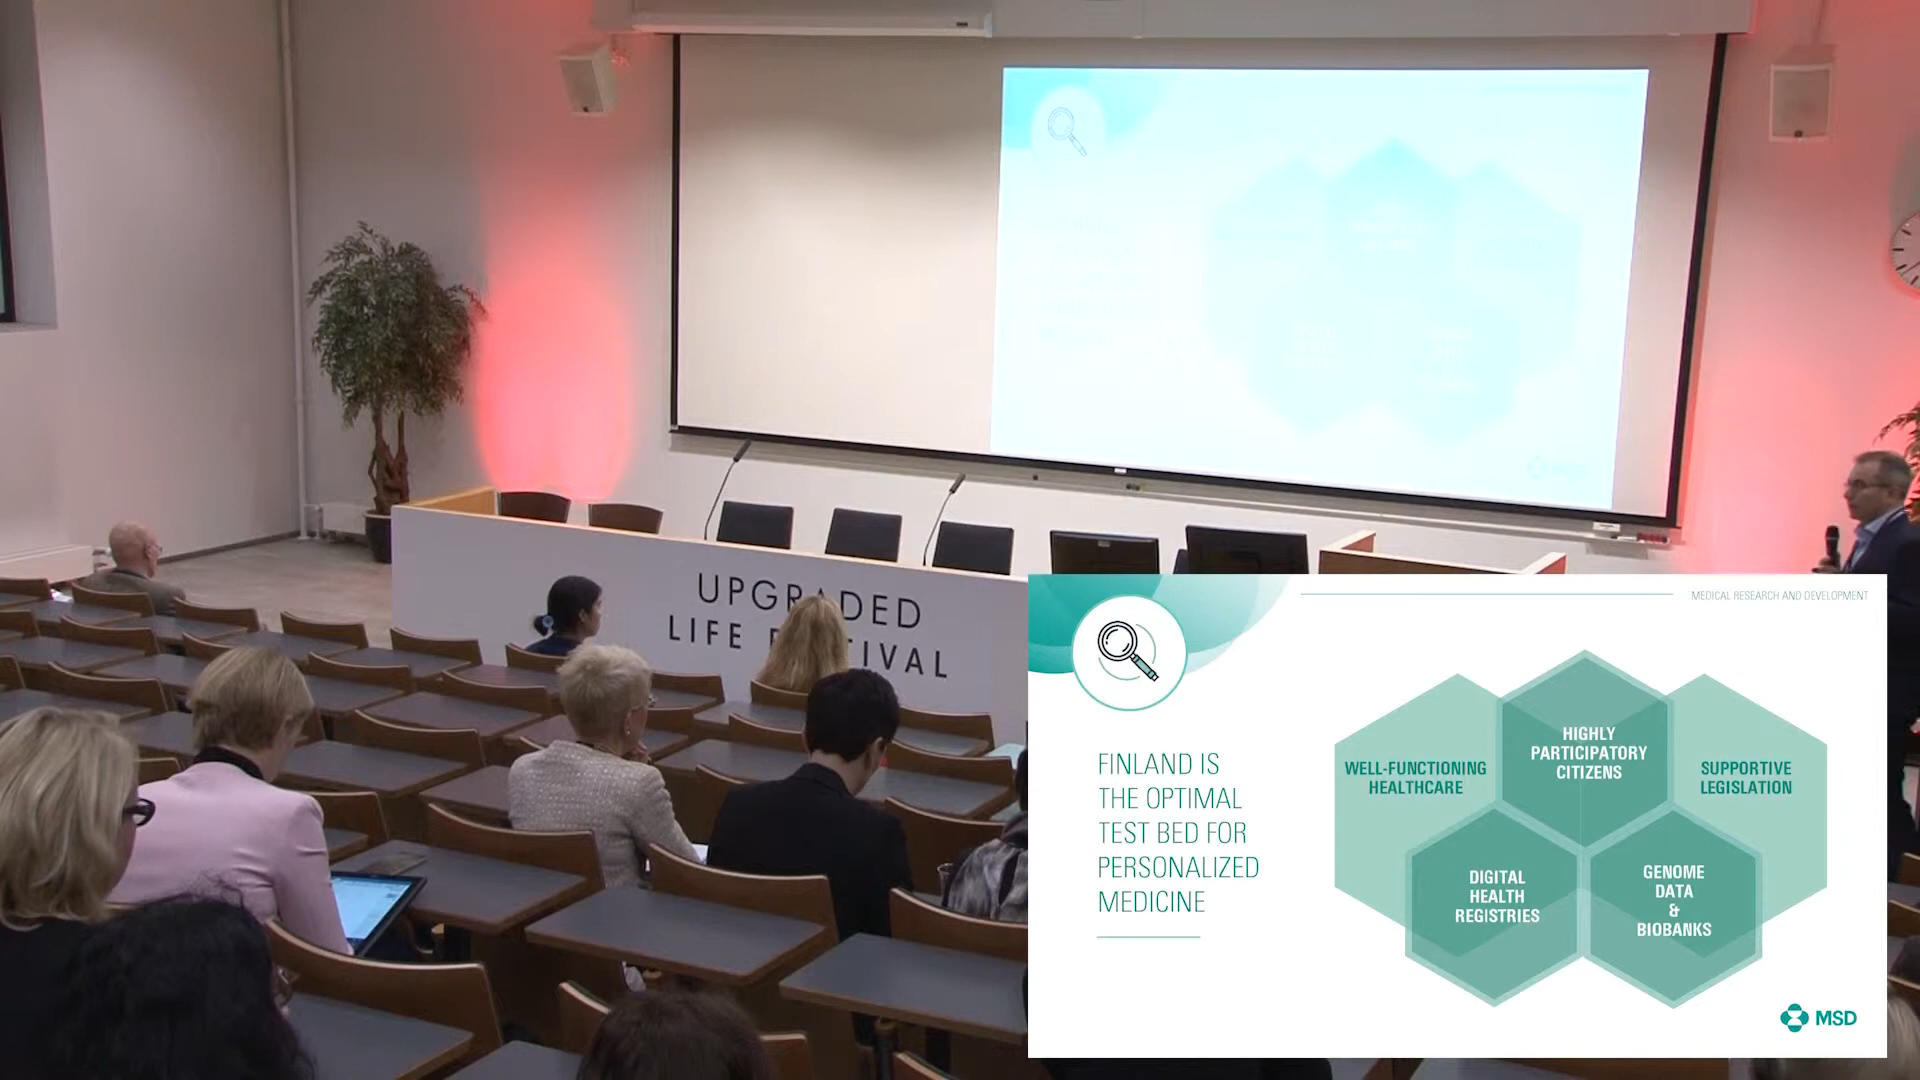 UPGRADED
LIFE FESTIVAL
MEDICAL RESEARCH AND DEVELOPMENT
FINLAND IS
THE OPTIMAL
TEST BED FOR
PERSONALIZED
MEDICINE
WELL-FUNCTIONING
HEALTHCARE
HIGHLY
PARTICIPATORY
CITIZENS
SUPPORTIVE
LEGISLATION
DIGITAL
HEALTH
REGISTRIES
GENOME
DATA
&
BIOBANKS
MSD